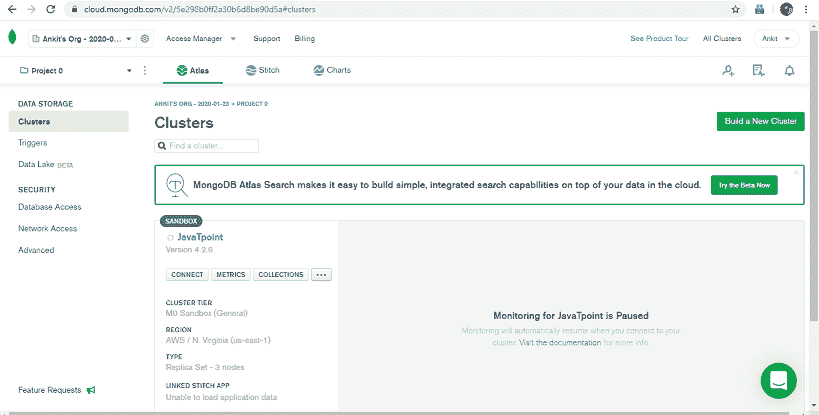 cloud.mongodb.com/v2/5e298b0ff2a30b6d8be90d5a#clusters
Ankit's Org - 2020-0...
Access Manager
Support
Billing
See Product Tour
All Clusters
Ankit
Project 0
Atlas
Stitch
Charts
DATA STORAGE
Clusters
Triggers
Data Lake BETA
SECURITY
Database Access
Network Access
Advanced
Feature Requests
ANKIT'S ORG - 2020-01-23 > PROJECT 0
Clusters
Build a New Cluster
Find a cluster...
MongoDB Atlas Search makes it easy to build simple, integrated search capabilities on top of your data in the cloud.
Try the Beta Now
SANDBOX
JavaTpoint
Version 4.2.6
CONNECT
METRICS
COLLECTIONS
...
CLUSTER TIER
M0 Sandbox (General)
REGION
AWS / N. Virginia (us-east-1)
TYPE
Replica Set - 3 nodes
LINKED STITCH APP
Unable to load application data
Monitoring for JavaTpoint is Paused
Monitoring will automatically resume when you connect to your
cluster. Visit the documentation for more info.